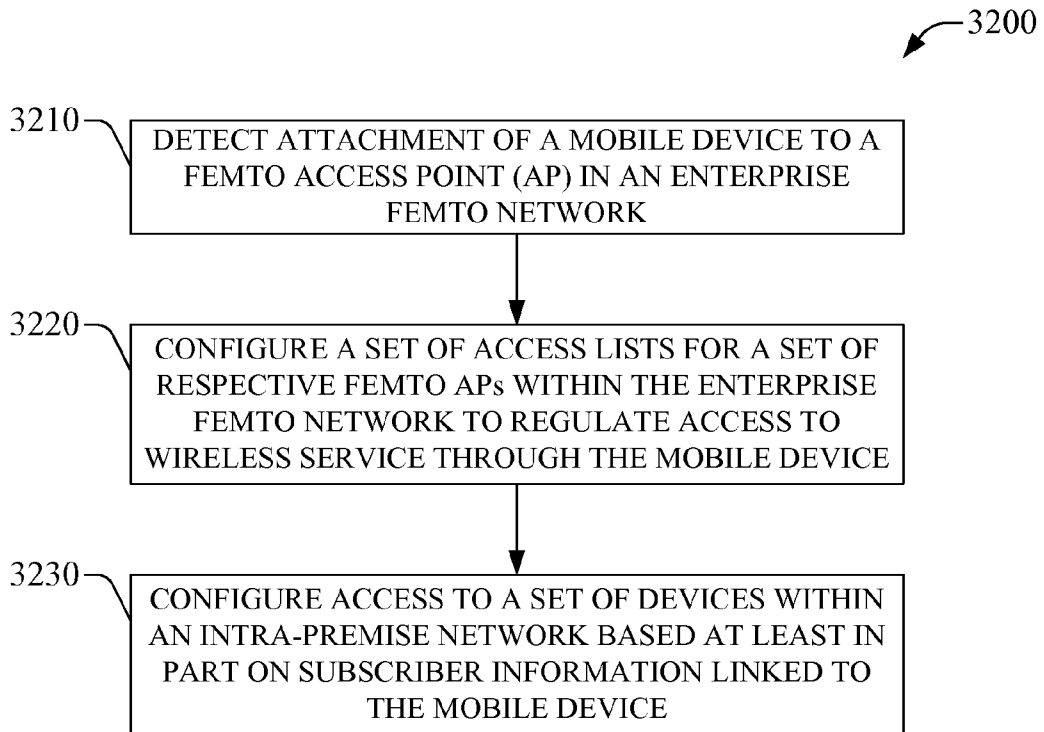 3200
3210
DETECT ATTACHMENT OF A MOBILE DEVICE TO A
FEMTO ACCESS POINT (AP) IN AN ENTERPRISE
FEMTO NETWORK
3220
CONFIGURE A SET OF ACCESS LISTS FOR A SET OF
RESPECTIVE FEMTO APs WITHIN THE ENTERPRISE
FEMTO NETWORK TO REGULATE ACCESS TO
WIRELESS SERVICE THROUGH THE MOBILE DEVICE
3230
CONFIGURE ACCESS TO A SET OF DEVICES WITHIN
AN INTRA-PREMISE NETWORK BASED AT LEAST IN
PART ON SUBSCRIBER INFORMATION LINKED TO
THE MOBILE DEVICE